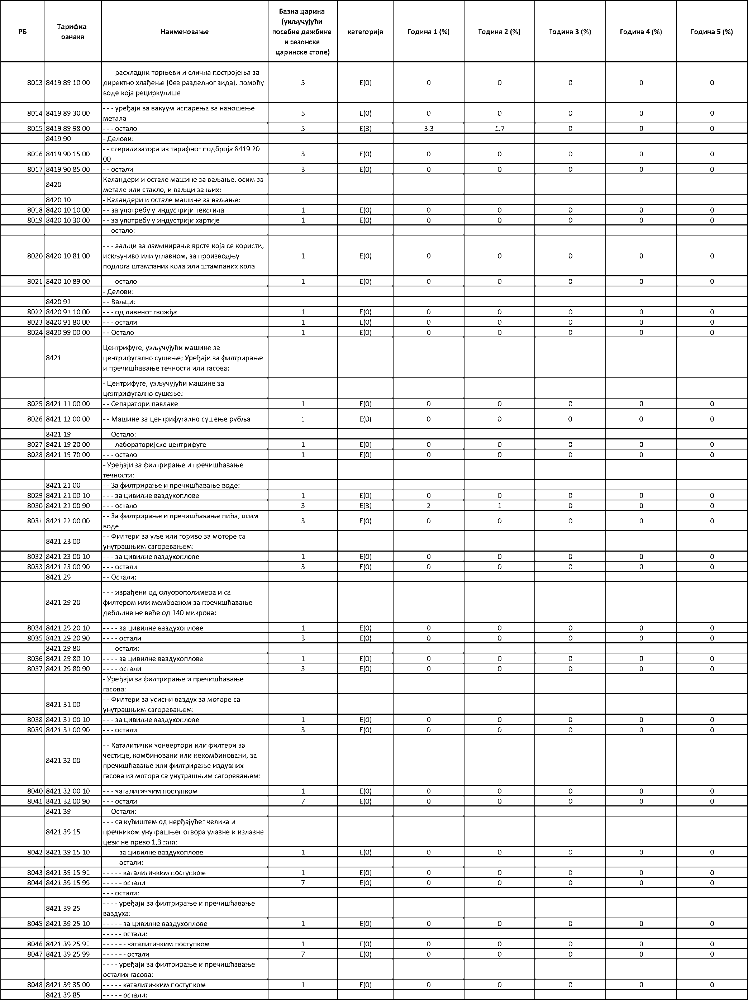 РБ Тарифна ознака Наименовање Базна царина (укључујући посебне дажбине и сезонске царинске стопе) категорија Година 1 (%) Година 2 (%) Година 3 (%) Година 4 (%) Година 5 (%)
8013 8419 89 10 00 - - - расхладни торњеви и слична постројења за директно хлађење (без разделног зида), помоћу воде која рециркулише 5 E(0) 0 0 0 0 0
8014 8419 89 30 00 - - - уређаји за вакуум испарења за наношење метала 5 E(0) 0 0 0 0 0
8015 8419 89 98 00 - - - остало 5 E(3) 3.3 1.7 0 0 0
8419 90 - Делови:
8016 8419 90 15 00 - - стерилизатора из тарифног подброја 8419 20 00 3 E(0) 0 0 0 0 0
8017 8419 90 85 00 - - остали 3 E(0) 0 0 0 0 0
8420 Каландери и остале машине за ваљање, осим за метале или стакло, и ваљци за њих:
8420 10 - Каландери и остале машине за ваљање:
8018 8420 10 10 00 - - за употребу у индустрији текстила 1 E(0) 0 0 0 0 0
8019 8420 10 30 00 - - за употребу у индустрији хартије 1 E(0) 0 0 0 0 0
- - остало:
8020 8420 10 81 00 - - - ваљци за ламинирање врсте која се користи, искључиво или углавном, за производњу подлога штампаних кола или штампаних кола 1 E(0) 0 0 0 0 0
8021 8420 10 89 00 - - - остало 1 E(0) 0 0 0 0 0
- Делови:
8420 91 - - Ваљци:
8022 8420 91 10 00 - - - од ливеног гвожђа 1 E(0) 0 0 0 0 0
8023 8420 91 80 00 - - - остали 1 E(0) 0 0 0 0 0
8024 8420 99 00 00 - - Остало 1 E(0) 0 0 0 0 0
8421 Центрифуге, укључујући машине за центрифугално сушење; Уређаји за филтрирање и пречишћавање течности или гасова:
- Центрифуге, укључујући машине за центрифугално сушење:
8025 8421 11 00 00 - - Сепаратори павлаке 1 E(0) 0 0 0 0 0
8026 8421 12 00 00 - - Машине за центрифугално сушење рубља 1 E(0) 0 0 0 0 0
8421 19 - - Остало:
8027 8421 19 20 00 - - - лабораторијске центрифуге 1 E(0) 0 0 0 0 0
8028 8421 19 70 00 - - - остало 1 E(0) 0 0 0 0 0
- Уређаји за филтрирање и пречишћавање течности:
8421 21 00 - - За филтрирање и пречишћавање воде:
8029 8421 21 00 10 - - - за цивилне ваздухоплове 1 E(0) 0 0 0 0 0
8030 8421 21 00 90 - - - остало 3 E(3) 2 1 0 0 0
8031 8421 22 00 00 - - За филтрирање и пречишћавање пића, осим воде 3 E(0) 0 0 0 0 0
8421 23 00 - - Филтери за уље или гориво за моторе са унутрашњим сагоревањем:
8032 8421 23 00 10 - - - за цивилне ваздухоплове 1 E(0) 0 0 0 0 0
8033 8421 23 00 90 - - - остали 3 E(0) 0 0 0 0 0
8421 29 - - Остали:
8421 29 20 - - - израђени од флуорополимера и са филтером или мембраном за пречишћавање дебљине не веће од 140 микрона:
8034 8421 29 20 10 - - - - за цивилне ваздухоплове 1 E(0) 0 0 0 0 0
8035 8421 29 20 90 - - - - остали 3 E(0) 0 0 0 0 0
8421 29 80 - - - остали:
8036 8421 29 80 10 - - - - за цивилне ваздухоплове 1 E(0) 0 0 0 0 0
8037 8421 29 80 90 - - - - остали 3 E(0) 0 0 0 0 0
- Уређаји за филтрирање и пречишћавање гасова:
8421 31 00 - - Филтери за усисни ваздух за моторе са унутрашњим сагоревањем:
8038 8421 31 00 10 - - - за цивилне ваздухоплове 1 E(0) 0 0 0 0 0
8039 8421 31 00 90 - - - остали 3 E(0) 0 0 0 0 0
8421 32 00 - - Каталитички конвертори или филтери за честице, комбиновани или некомбиновани, за пречишћавање или филтрирање издувних гасова из мотора са унутрашњим сагоревањем:
8040 8421 32 00 10 - - - каталитичким поступком 1 E(0) 0 0 0 0 0
8041 8421 32 00 90 - - - остали 7 E(0) 0 0 0 0 0
8421 39 - - Остали:
8421 39 15 - - - са кућиштем од нерђајућег челика и пречником унутрашњег отвора улазне и излазне цеви не преко 1,3 mm:
8042 8421 39 15 10 - - - - за цивилне ваздухоплове 1 E(0) 0 0 0 0 0
- - - - остали:
8043 8421 39 15 91 - - - - - каталитичким поступком 1 E(0) 0 0 0 0 0
8044 8421 39 15 99 - - - - - остали 7 E(0) 0 0 0 0 0
- - - остали:
8421 39 25 - - - - уређаји за филтрирање и пречишћавање ваздуха:
8045 8421 39 25 10 - - - - - за цивилне ваздухоплове 1 E(0) 0 0 0 0 0
- - - - - остали:
8046 8421 39 25 91 - - - - - - каталитичким поступком 1 E(0) 0 0 0 0 0
8047 8421 39 25 99 - - - - - - остали 7 E(0) 0 0 0 0 0
- - - - уређаји за филтрирање и пречишћавање осталих гасова:
8048 8421 39 35 00 - - - - - каталитичким поступком 1 E(0) 0 0 0 0 0
8421 39 85 - - - - - остали: